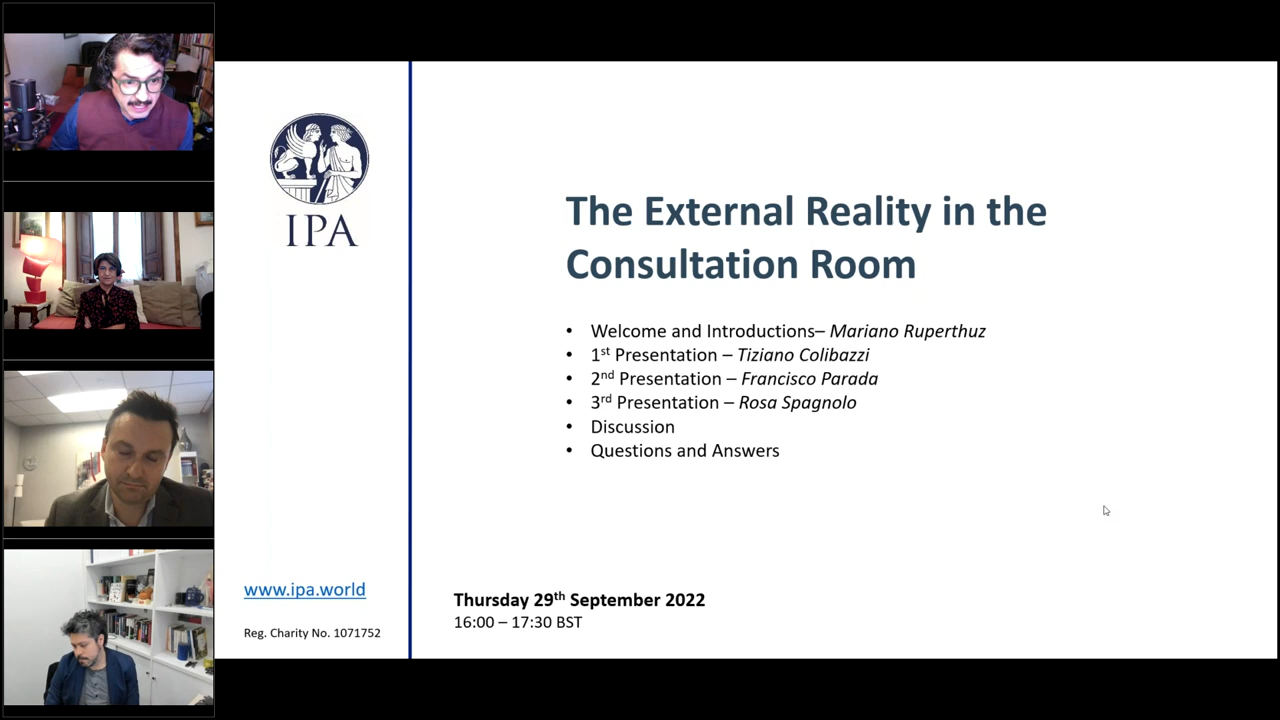 IPA
The External Reality in the
Consultation Room
• Welcome and Introductions– Mariano Ruperthuz
• 1st Presentation – Tiziano Colibazzi
• 2nd Presentation – Francisco Parada
• 3rd Presentation – Rosa Spagnolo
• Discussion
• Questions and Answers
www.ipa.world
Reg. Charity No. 1071752
Thursday 29th September 2022
16:00 – 17:30 BST